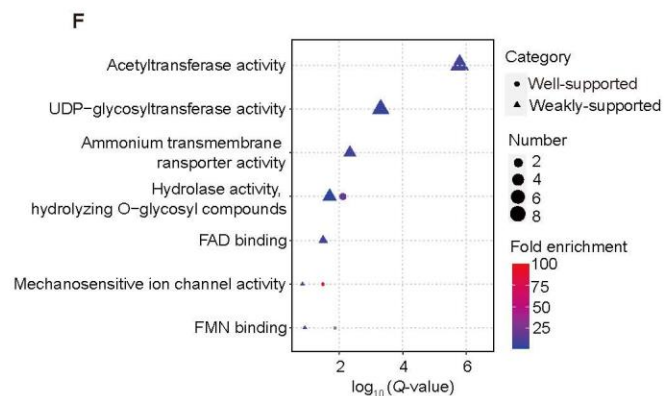 F
Acetyltransferase activity
UDP−glycosyltransferase activity
Ammonium transmembrane
ransporter activity
Hydrolase activity,
hydrolyzing O−glycosyl compounds
FAD binding
Mechanosensitive ion channel activity
FMN binding
2 4 6
log10 (Q-value)
Category
Well−supported
Weakly−supported
Number
2
4
6
8
Fold enrichment
100
75
50
25